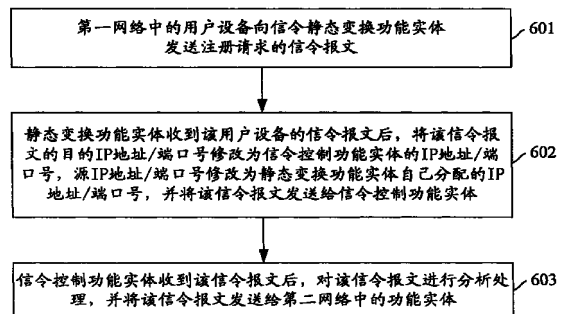 第一网络中的用户设备向信令静态变换功能实体
发送注册请求的信令报文
601
静态变换功能实体收到该用户设备的信令报文后，将该信令报
文的目的IP地址/端口号修改为信令控制功能实体的IP地址/端
口号，源IP地址/端口号修改为静态变换功能实体自己分配的IP
地址/端口号，并将该信令报文发送给信令控制功能实体
602
信令控制功能实体收到该信令报文后，对该信令报文进行分析处
理，并将该信令报文发送给第二网络中的功能实体
603